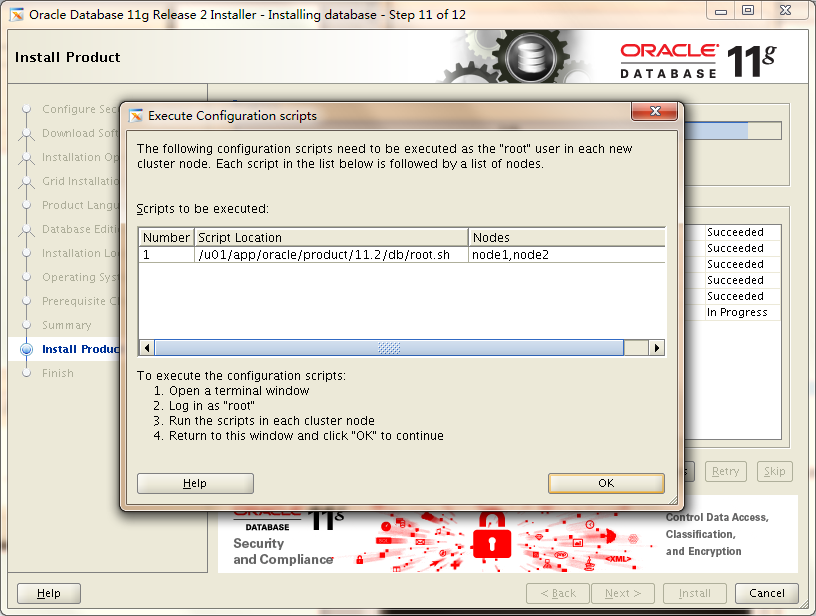 Oracle Database 11g Release 2 Installer - Installing database - Step 11 of 12
Install Product
ORACLE
DATABASE
11g
Configure Sec
Download Soft
Installation Op
Grid Installatio
Product Langu
Database Editi
Installation Lo
Operating Syst
Prerequisite C
Summary
Install Produc
Finish
Execute Configuration scripts
The following configuration scripts need to be executed as the "root" user in each new
cluster node. Each script in the list below is followed by a list of nodes.
Scripts to be executed:
Number Script Location Nodes
1 /u01/app/oracle/product/11.2/db/root.sh node1,node2
To execute the configuration scripts:
1. Open a terminal window
2. Log in as "root"
3. Run the scripts in each cluster node
4. Return to this window and click "OK" to continue
Help OK
Succeeded
Succeeded
Succeeded
Succeeded
Succeeded
In Progress
Retry Skip
ORACLE
DATABASE 11g
Security
and Compliance
<XML>
Control Data Access,
Classification,
and Encryption
Help < Back Next > Install Cancel